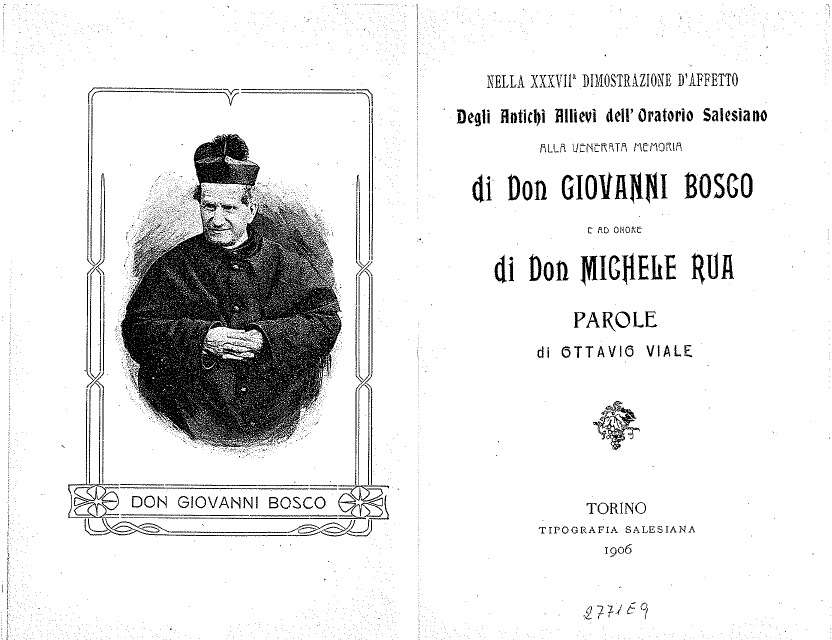 DON GIOVANNI BOSCO
NELLA XXXVIIª DIMOSTRAZIONE D'AFFETTO
Degli Antichi Allievi dell'Oratorio Salesiano
ALLA VENERATA MEMORIA
di Don GIOVANNI BOSCO
E AD ONORE
di Don MICHELE RUA
PAROLE
di OTTAVIO VIALE
TORINO
TIPOGRAFIA SALESIANA
1906
2771E9